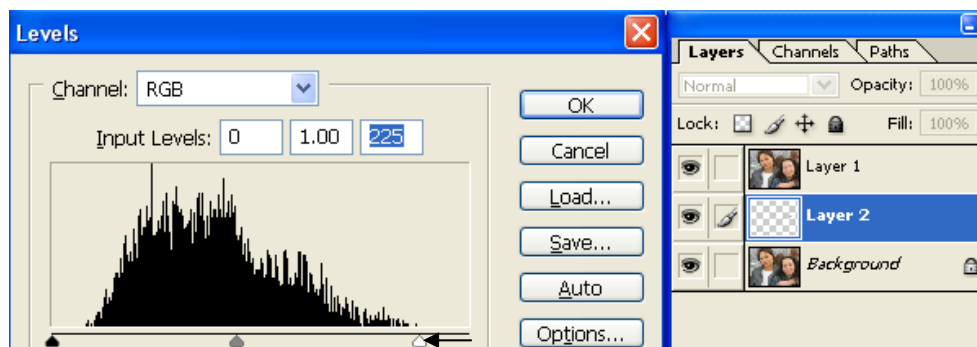 Levels
Channel: RGB
Input Levels: 0 1.00 225
OK
Cancel
Load...
Save...
Auto
Options...
Layers Channels Paths
Normal Opacity: 100%
Lock: Fill: 100%
Layer 1
Layer 2
Background